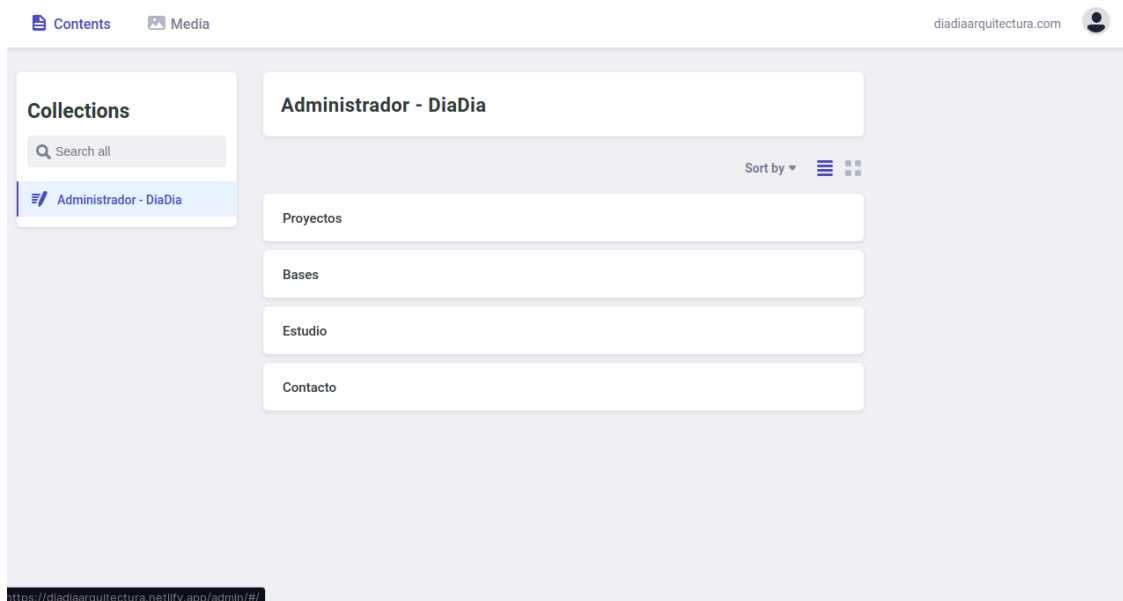 Contents
Media
diadiaarquitectura.com
Collections
Search all
Administrador - DiaDia
Administrador - DiaDia
Sort by
Proyectos
Bases
Estudio
Contacto
https://diadiaarquitectura.netlify.app/admin/#/